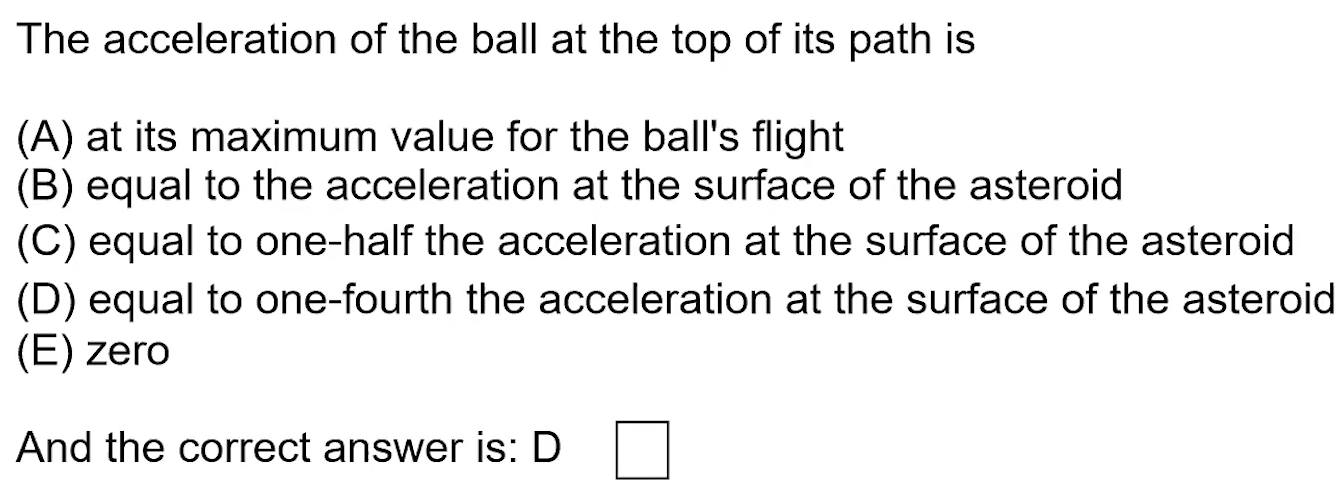 The acceleration of the ball at the top of its path is
(A) at its maximum value for the ball's flight
(B) equal to the acceleration at the surface of the asteroid
(C) equal to one-half the acceleration at the surface of the asteroid
(D) equal to one-fourth the acceleration at the surface of the asteroid
(E) zero
And the correct answer is: D